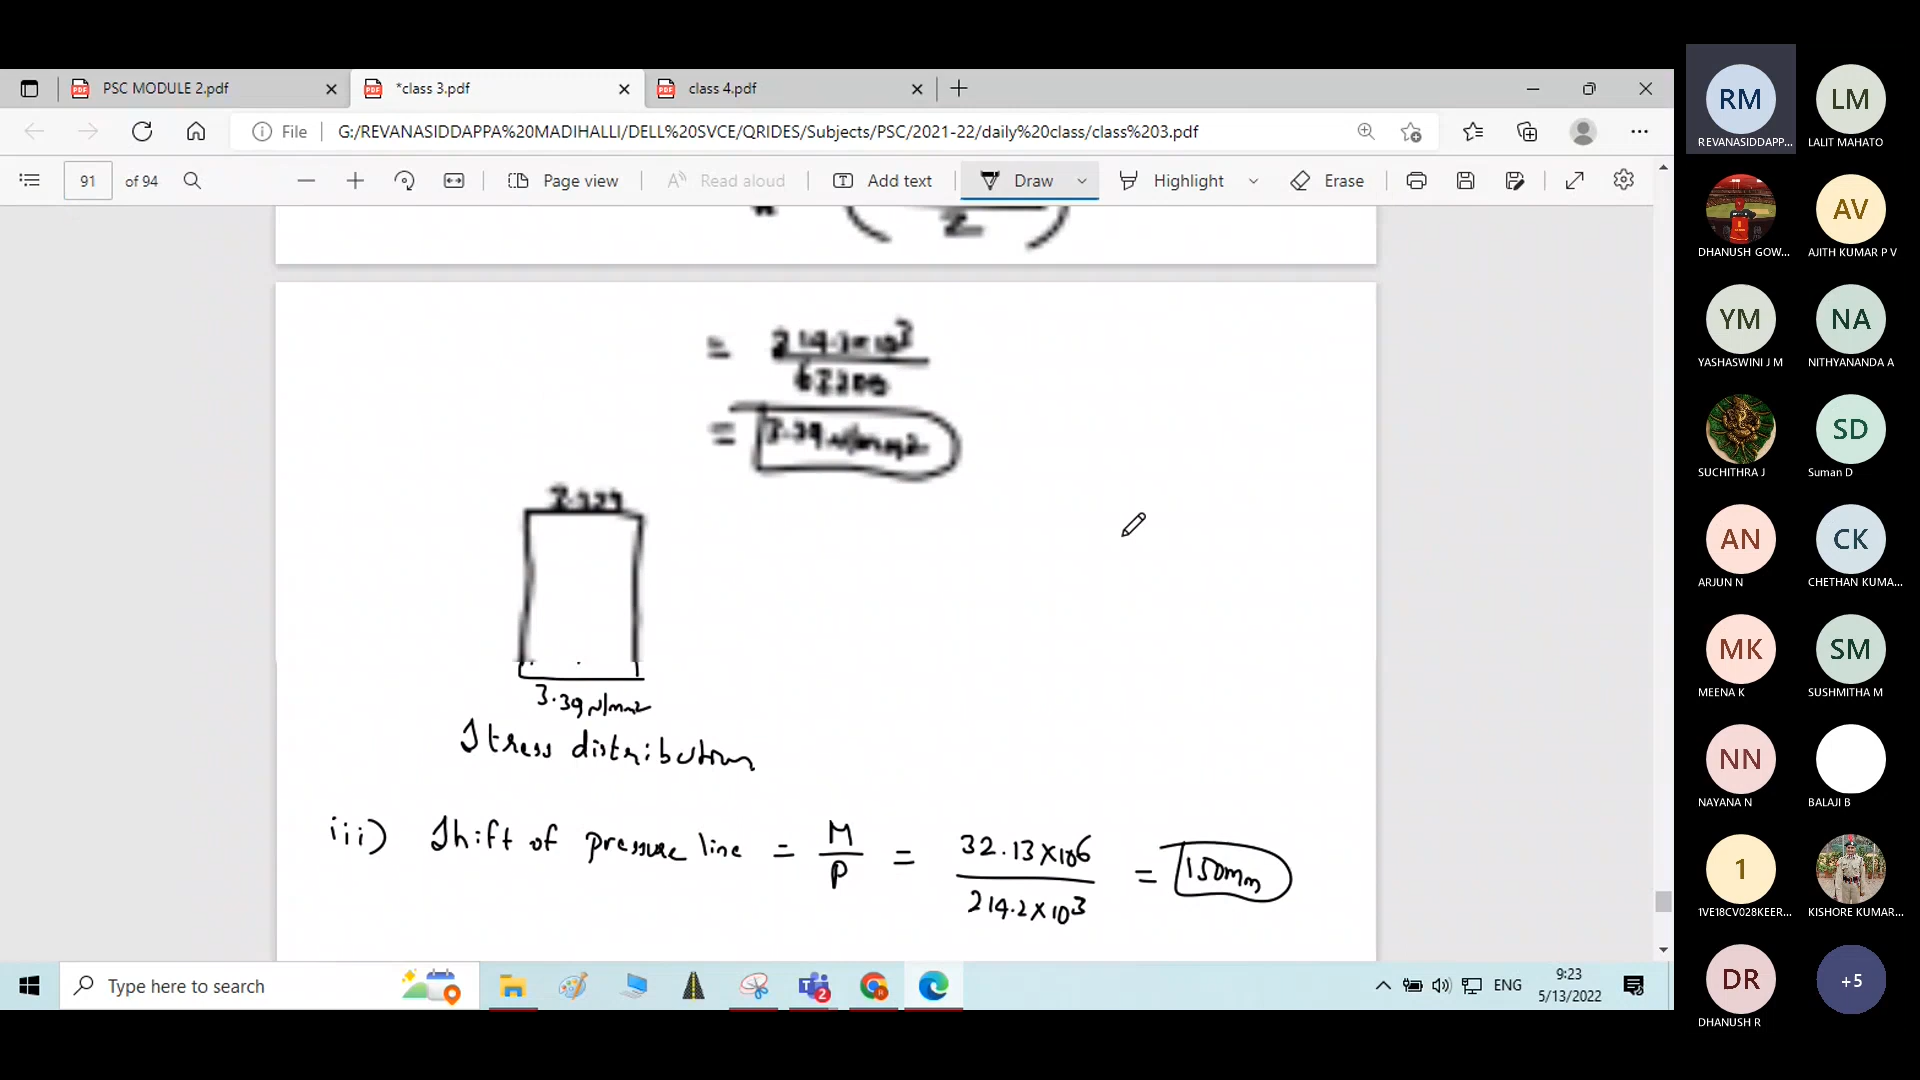 PSC MODULE 2.pdf
*class 3.pdf
class 4.pdf
File
G:/REVANASIDDAPPA%20MADIHALLI/DELL%20SVCE/QRIDES/Subjects/PSC/2021-22/daily%20class/class%203.pdf
91 of 94
Page view
Read aloud
Add text
Draw
Highlight
Erase
2
= 214.2×10³
62200
= 3.39 N/mm2
3.39 N/mm2
Stress distribution
iii) Shift of pressure line = M/P = 32.13×10⁶/214.2×10³ = 150mm
Type here to search
2
ENG
9:23
5/13/2022
RM
REVANASIDDAPP...
LM
LALIT MAHATO
DHANUSH GOW...
AV
AJITH KUMAR P V
YM
YASHASWINI J M
NA
NITHYANANDA A
SUCHITHRA J
SD
Suman D
AN
ARJUN N
CK
CHETHAN KUMA...
MK
MEENA K
SM
SUSHMITHA M
NN
NAYANA N
BALAJI B
1
1VE18CV028KEER...
KISHORE KUMAR...
DR
DHANUSH R
+5